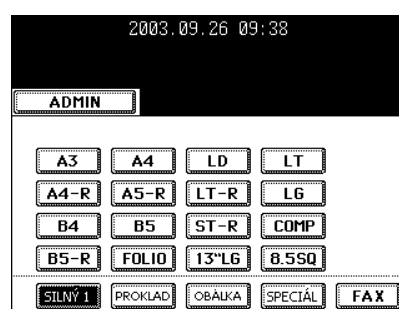 2003.09.26 09:38
ADMIN
A3 A4 LD LT
A4-R A5-R LT-R LG
B4 B5 ST-R COMP
B5-R FOLIO 13"LG 8.5SQ
SILNÝ 1 PROKLAD OBÁLKA SPECIÁL FAX